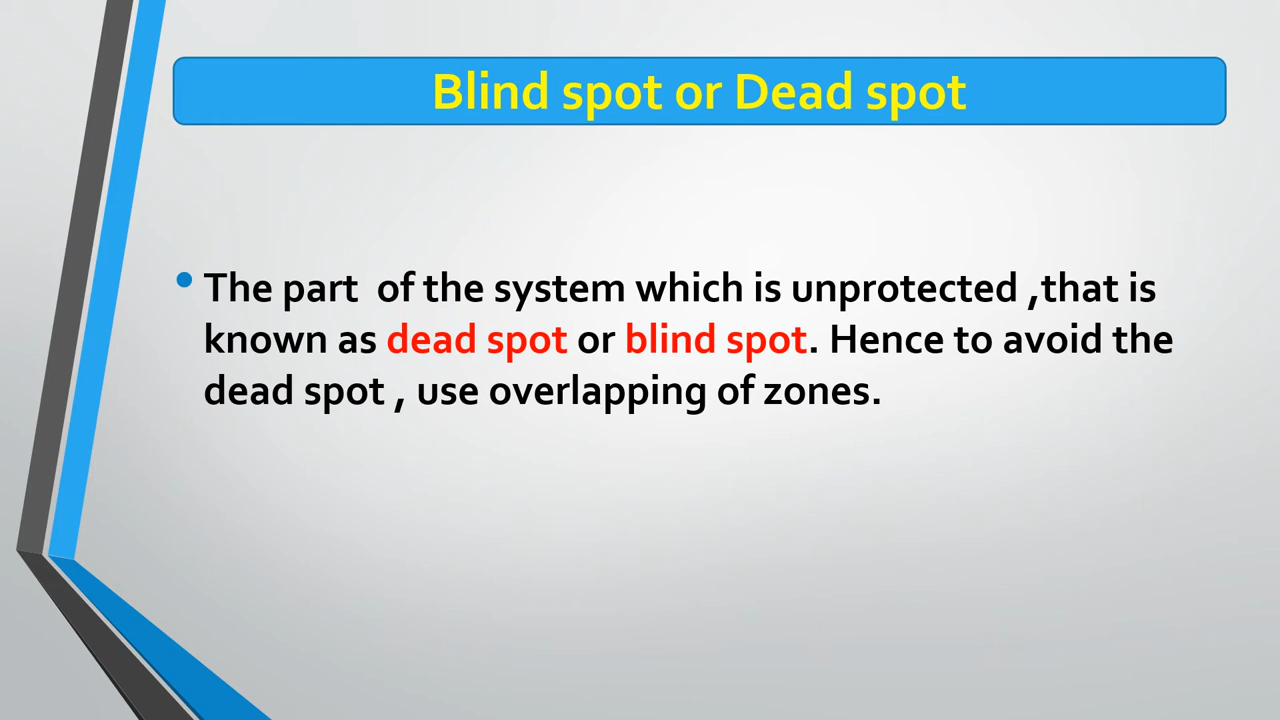 Blind spot or Dead spot
• The part  of the system which is unprotected ,that is
known as dead spot or blind spot. Hence to avoid the
dead spot , use overlapping of zones.